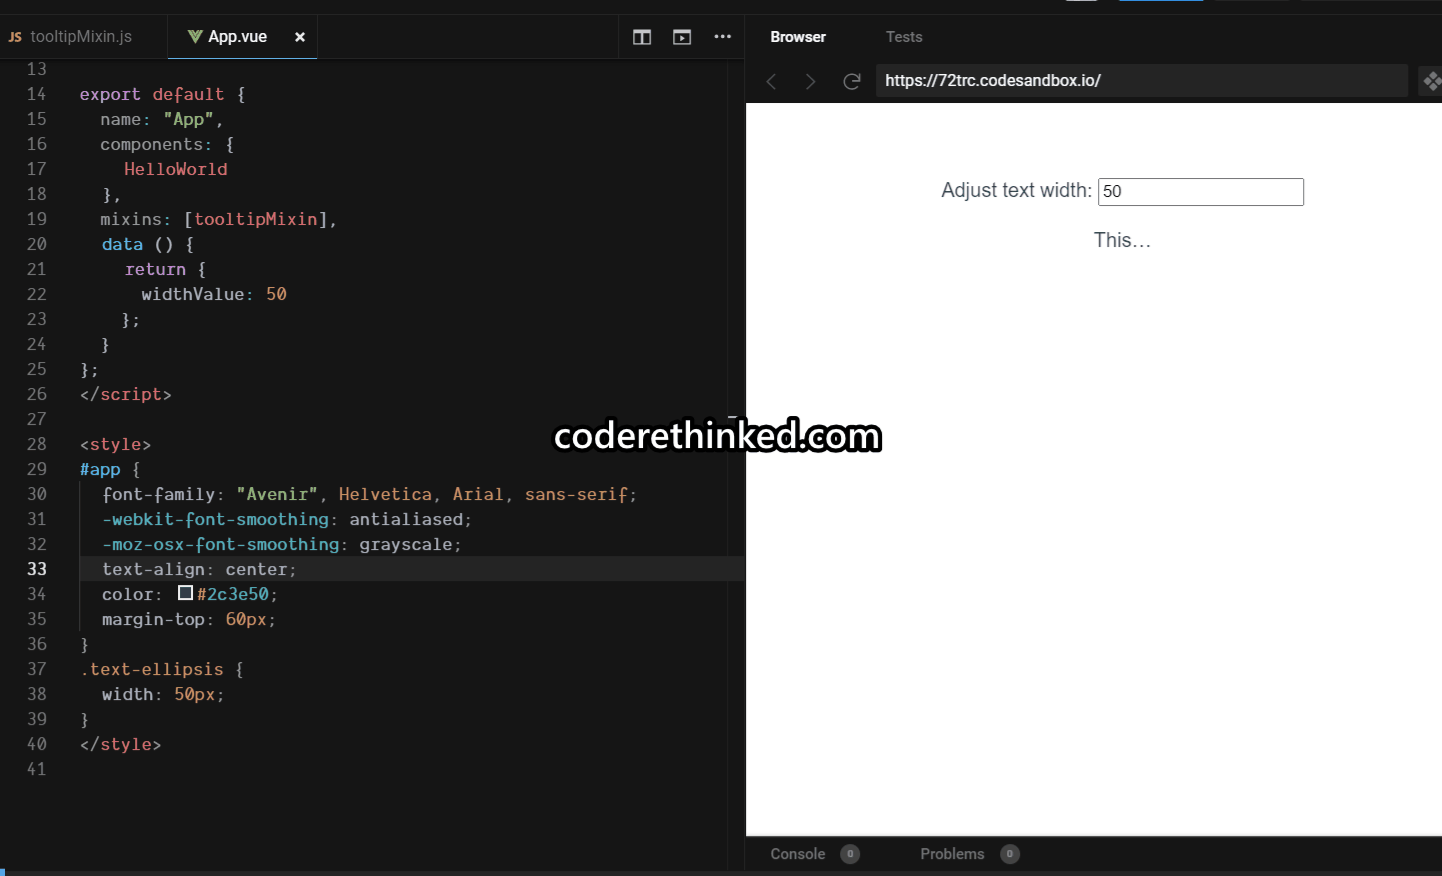 JS tooltipMixin.js
App.vue ×
Browser
Tests
https://72trc.codesandbox.io/
13
14 export default {
15 name: "App",
16 components: {
17 HelloWorld
18 },
19 mixins: [tooltipMixin],
20 data () {
21 return {
22 widthValue: 50
23 };
24 }
25 };
26 </script>
27
28 <style>
29 #app {
30 font-family: "Avenir", Helvetica, Arial, sans-serif;
31 -webkit-font-smoothing: antialiased;
32 -moz-osx-font-smoothing: grayscale;
33 text-align: center;
34 color: #2c3e50;
35 margin-top: 60px;
36 }
37 .text-ellipsis {
38 width: 50px;
39 }
40 </style>
41
Adjust text width: 50
This…
coderethinked.com
Console 0
Problems 0